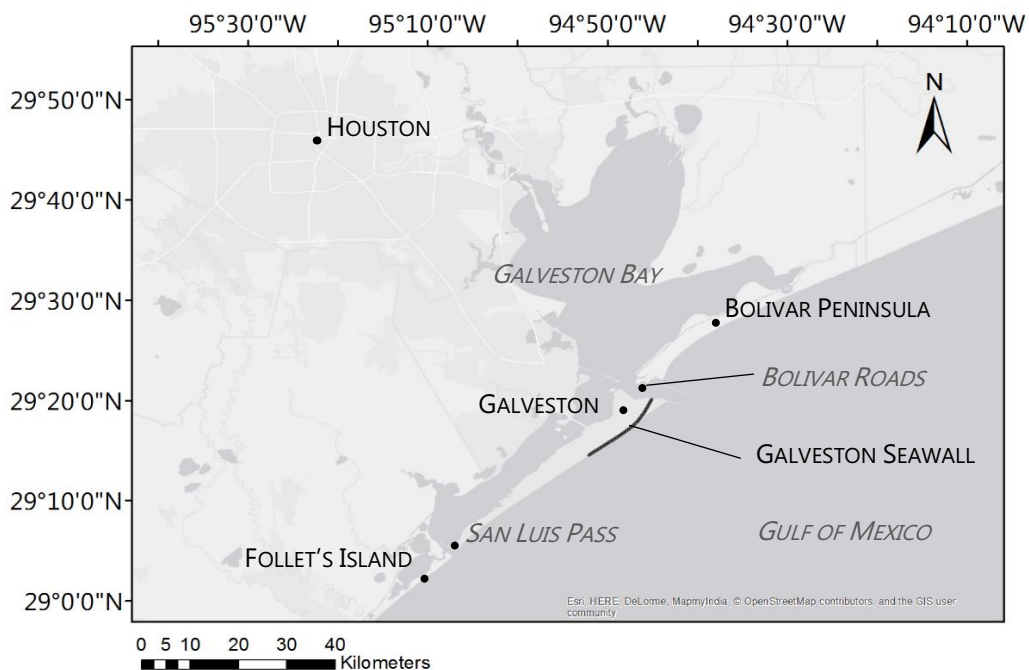 95°30'0"W 95°10'0"W 94°50'0"W 94°30'0"W 94°10'0"W
29°50'0"N
N
HOUSTON
29°40'0"N
GALVESTON BAY
29°30'0"N
BOLIVAR PENINSULA
BOLIVAR ROADS
29°20'0"N
GALVESTON
GALVESTON SEAWALL
29°10'0"N
SAN LUIS PASS
GULF OF MEXICO
FOLLET'S ISLAND
29°0'0"N
Esri, HERE, DeLorme, MapmyIndia, © OpenStreetMap contributors, and the GIS user
community
0 5 10 20 30 40
Kilometers